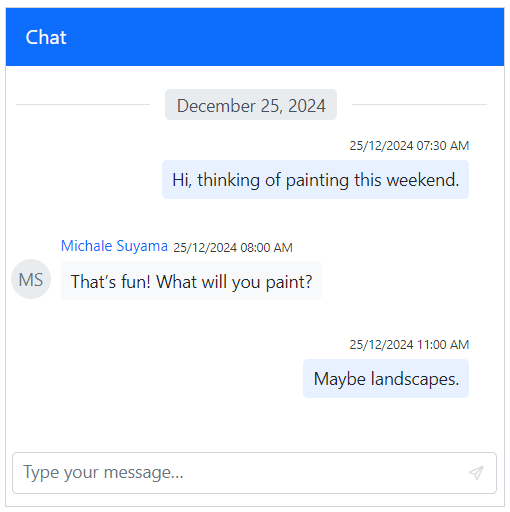 Chat
December 25, 2024
25/12/2024 07:30 AM
Hi, thinking of painting this weekend.
Michale Suyama 25/12/2024 08:00 AM
MS
That's fun! What will you paint?
25/12/2024 11:00 AM
Maybe landscapes.
Type your message...